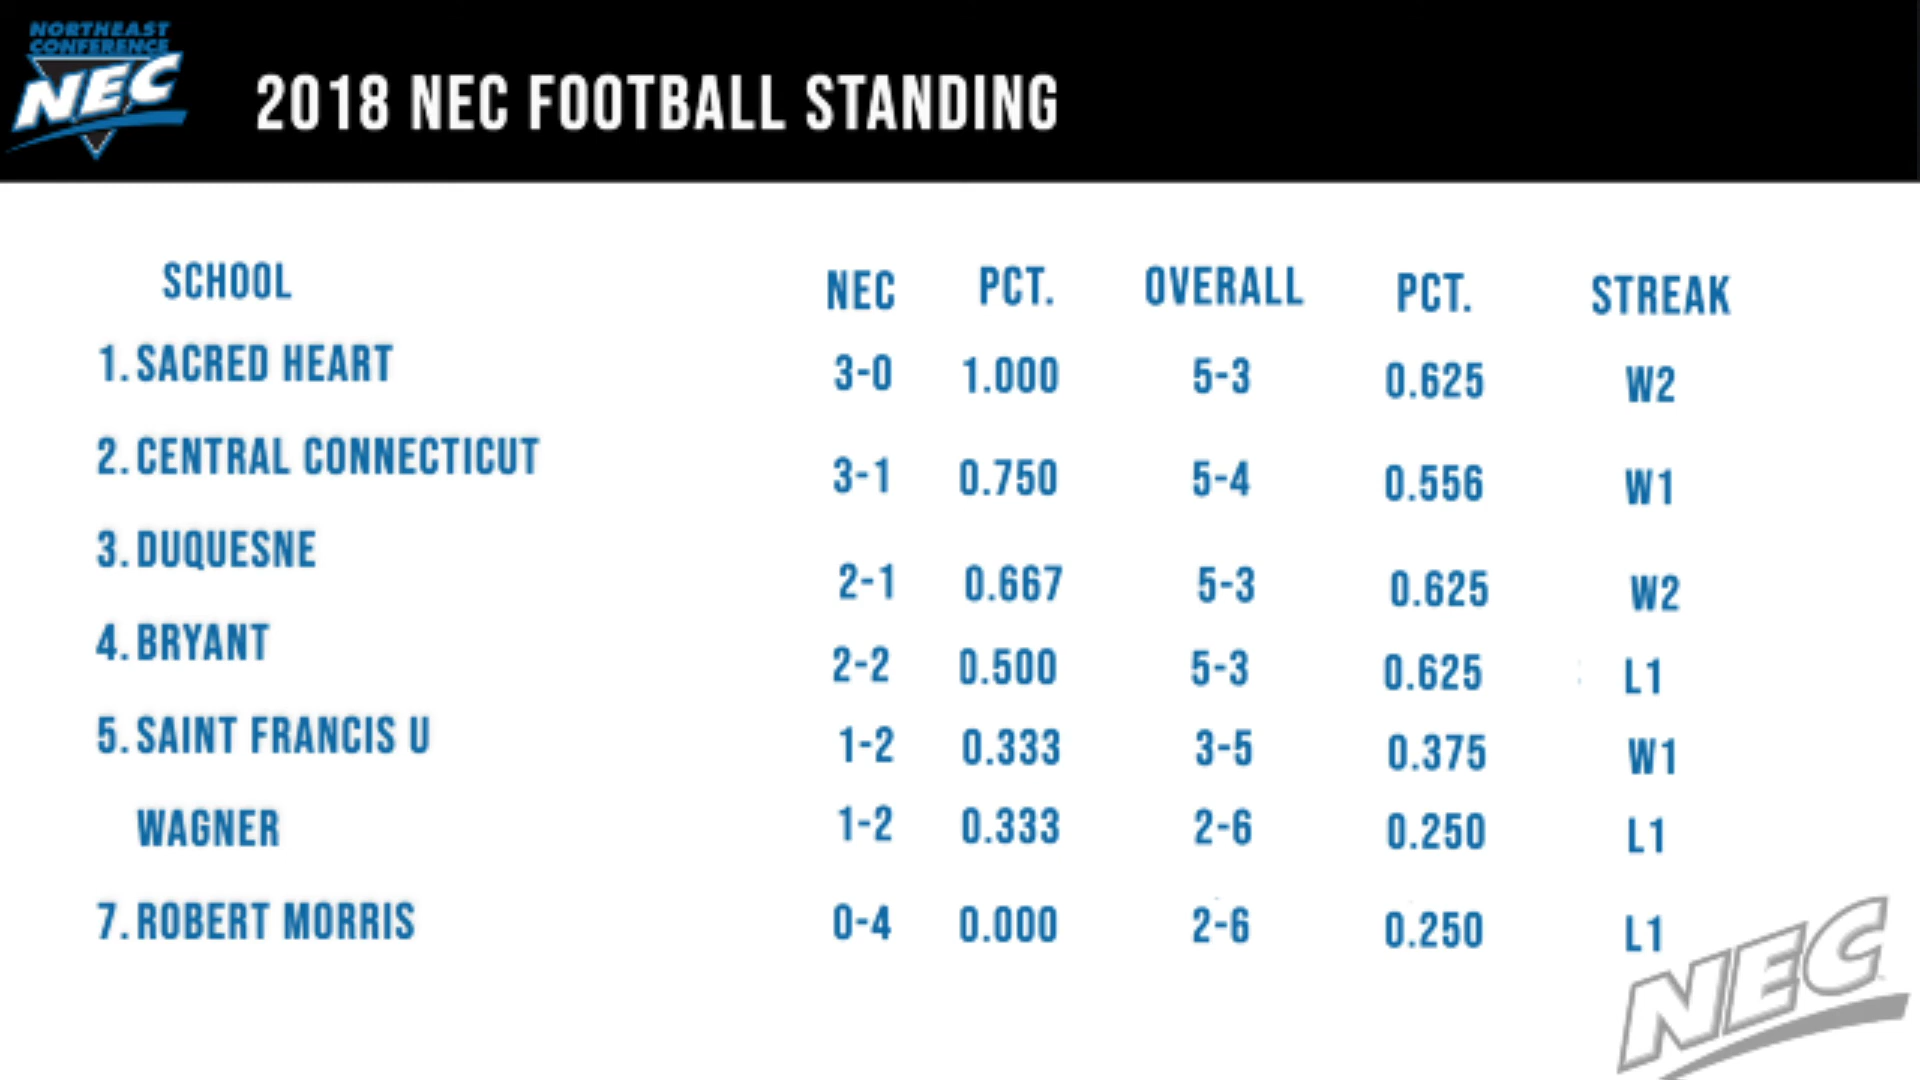 NORTHEAST
CONFERENCE
NEC
2018 NEC FOOTBALL STANDING
SCHOOL NEC PCT. OVERALL PCT. STREAK
1. SACRED HEART 3-0 1.000 5-3 0.625 W2
2. CENTRAL CONNECTICUT 3-1 0.750 5-4 0.556 W1
3. DUQUESNE 2-1 0.667 5-3 0.625 W2
4. BRYANT 2-2 0.500 5-3 0.625 L1
5. SAINT FRANCIS U 1-2 0.333 3-5 0.375 W1
WAGNER 1-2 0.333 2-6 0.250 L1
7. ROBERT MORRIS 0-4 0.000 2-6 0.250 L1
NEC